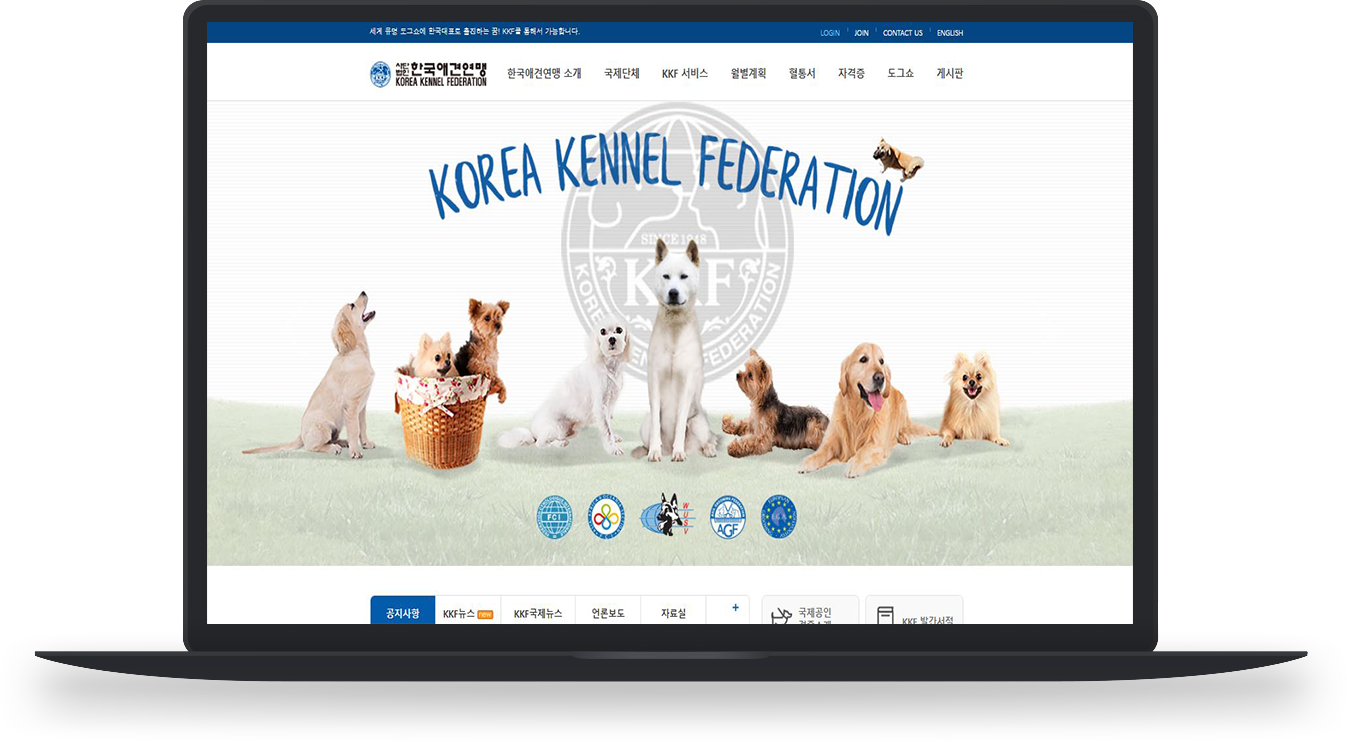 세계 유명 도그쇼에 한국대표로 출진하는 꿈! KKF를 통해서 가능합니다.
LOGIN JOIN CONTACT US ENGLISH
사단법인 한국애견연맹
KOREA KENNEL FEDERATION
한국애견연맹 소개 국제단체 KKF 서비스 월별계획 혈통서 자격증 도그쇼 게시판
KOREA KENNEL FEDERATION
SINCE 1948
KKF
FCI
WUSV
AGF
공지사항 KKF뉴스 new KKF국제뉴스 언론보도 자료실 +
국제공인
견종소개
KKF 발간서적